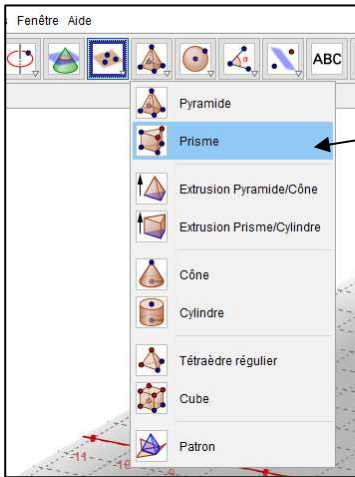 Fenêtre Aide
ABC
Pyramide
Prisme
Extrusion Pyramide/Cône
Extrusion Prisme/Cylindre
Cône
Cylindre
Tétraèdre régulier
Cube
Patron
-11